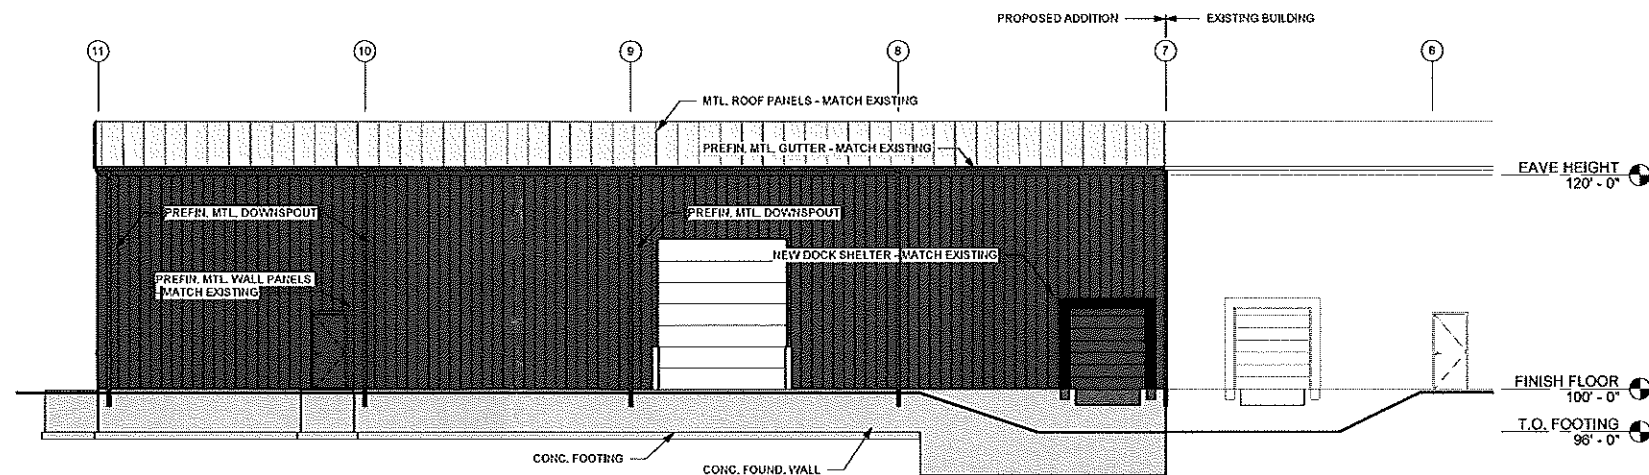 PROPOSED ADDITION
EXISTING BUILDING
11
10
9
8
7
6
MTL. ROOF PANELS - MATCH EXISTING
PREFIN. MTL. GUTTER - MATCH EXISTING
EAVE HEIGHT
120' - 0"
PREFIN. MTL. DOWNSPOUT
PREFIN. MTL. DOWNSPOUT
NEW DOCK SHELTER - MATCH EXISTING
PREFIN. MTL. WALL PANELS
- MATCH EXISTING
FINISH FLOOR
100' - 0"
T.O. FOOTING
96' - 0"
CONC. FOOTING
CONC. FOUND. WALL